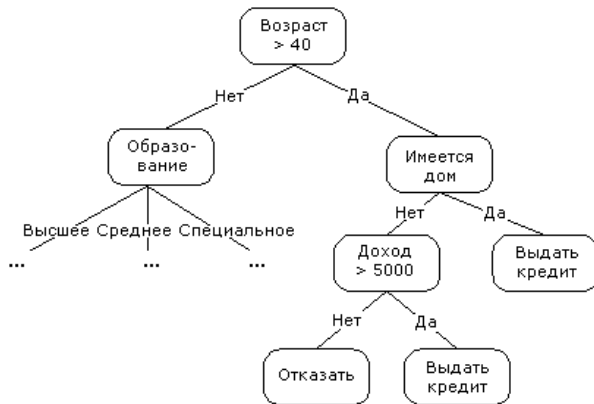 Возраст
> 40
Нет
Да
Образо-
вание
Имеется
дом
Высшее
Среднее
Специальное
Нет
Да
...
...
...
Доход
> 5000
Выдать
кредит
Нет
Да
Отказать
Выдать
кредит